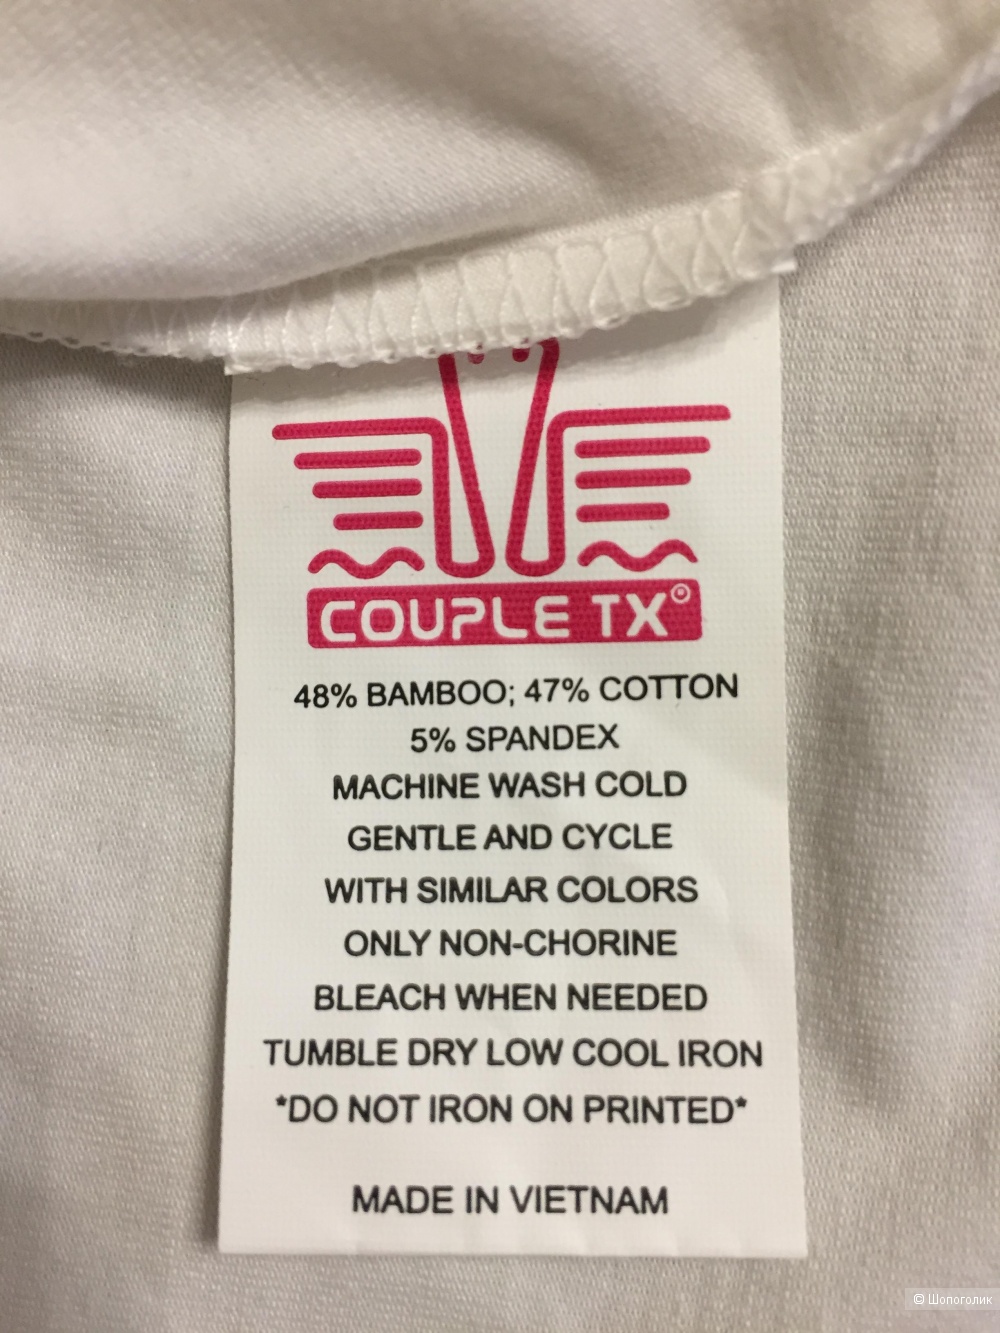 COUPLE TX®
48% BAMBOO; 47% COTTON
5% SPANDEX
MACHINE WASH COLD
GENTLE AND CYCLE
WITH SIMILAR COLORS
ONLY NON-CHORINE
BLEACH WHEN NEEDED
TUMBLE DRY LOW COOL IRON
*DO NOT IRON ON PRINTED*
MADE IN VIETNAM
© Шопоголик